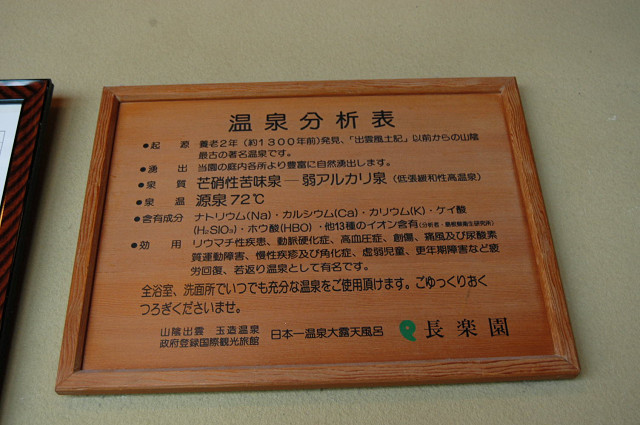 温泉分析表
●起　源　養老2年（約1300年前）発見、「出雲風土記」以前からの山陰
最古の著名温泉です。
●湧　出　当園の庭内各所より豊富に自然湧出します。
●泉　質　芒硝性苦味泉―弱アルカリ泉（低張緩和性高温泉）
●泉　温　源泉72℃
●含有成分　ナトリウム(Na)・カルシウム(Ca)・カリウム(K)・ケイ酸
(H₂SIO₃)・ホウ酸(HBO)・他13種のイオン含有(分析者・島根県衛生研究所)
●効　用　リウマチ性疾患、動脈硬化症、高血圧症、創傷、痛風及び尿酸素
質運動障害、慢性疾疹及び角化症、虚弱児童、更年期障害など疲
労回復、若返り温泉として有名です。
全浴室、洗面所でいつでも充分な温泉をご使用頂けます。ごゆっくりおく
つろぎくださいませ。
山陰出雲　玉造温泉
政府登録国際観光旅館
日本一温泉大露天風呂
長楽園